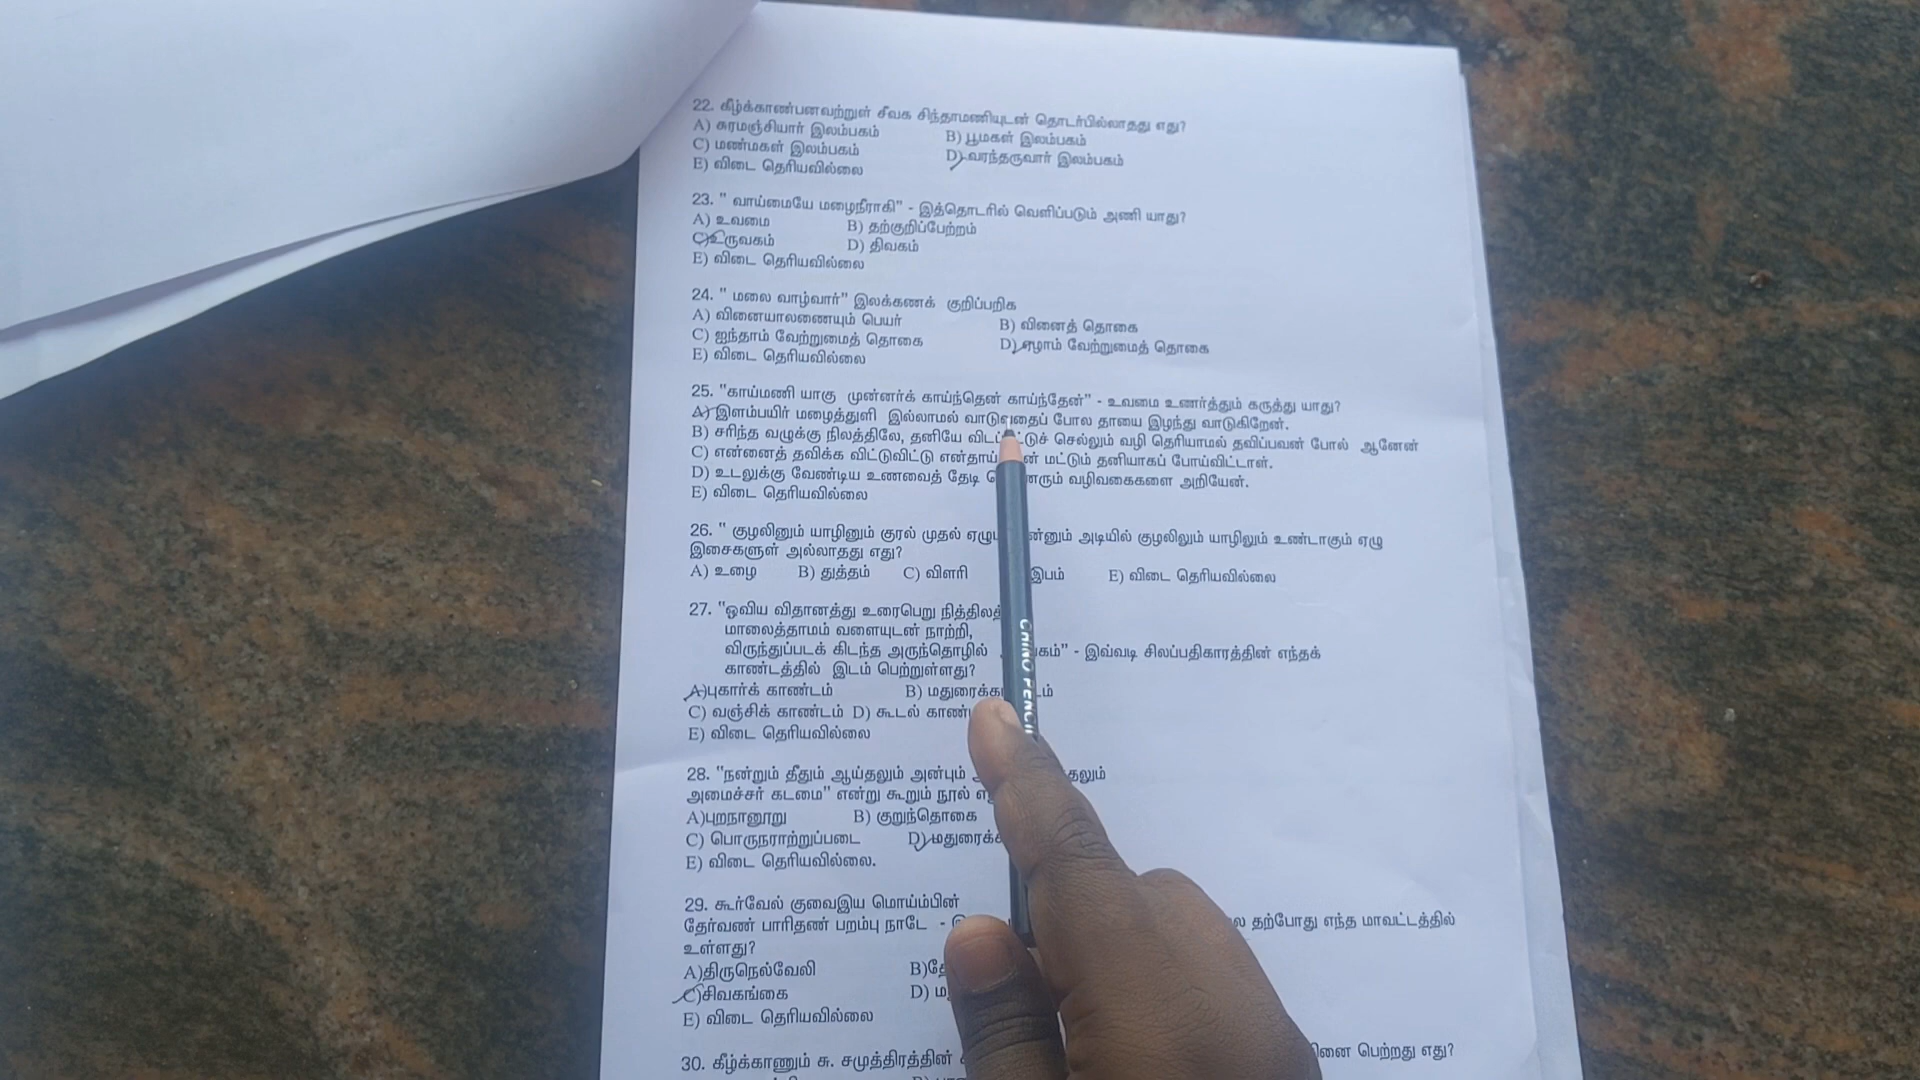 22. கீழ்க்காண்பனவற்றுள் சீவக சிந்தாமணியுடன் தொடர்பில்லாதது எது?
A) சுரமஞ்சியார் இலம்பகம் B) பூமகள் இலம்பகம்
C) மண்மகள் இலம்பகம் D) வரந்தருவார் இலம்பகம்
E) விடை தெரியவில்லை
23. " வாய்மையே மழைநீராகி" - இத்தொடரில் வெளிப்படும் அணி யாது?
A) உவமை B) தற்குறிப்பேற்றம்
C) உருவகம் D) திவகம்
E) விடை தெரியவில்லை
24. " மலை வாழ்வார்" இலக்கணக் குறிப்பறிக
A) வினையாலணையும் பெயர் B) வினைத் தொகை
C) ஐந்தாம் வேற்றுமைத் தொகை D) ஏழாம் வேற்றுமைத் தொகை
E) விடை தெரியவில்லை
25. "காய்மணி யாகு முன்னர்க் காய்ந்தென் காய்ந்தேன்" - உவமை உணர்த்தும் கருத்து யாது?
A) இளம்பயிர் மழைத்துளி இல்லாமல் வாடுவதைப் போல தாயை இழந்து வாடுகிறேன்.
B) சரிந்த வழுக்கு நிலத்திலே, தனியே செல்லும் வழி தெரியாமல் தவிப்பவன் போல் ஆனேன்
C) என்னைத் தவிக்க விட்டுவிட்டு என்தாய் மட்டும் தனியாகப் போய்விட்டாள்.
D) உடலுக்கு வேண்டிய உணவைத் தேடி வழிவகைகளை அறியேன்.
E) விடை தெரியவில்லை
26. " குழலினும் யாழினும் குரல் முதல் அடியில் குழலிலும் யாழிலும் உண்டாகும் ஏழு
இசைகளுள் அல்லாதது எது?
A) உழை B) துத்தம் C) விளரி E) விடை தெரியவில்லை
27. "ஓவிய விதானத்து உரைபெறு
மாலைத்தாமம் வளையுடன் நாற்றி,
விருந்துப்படக் கிடந்த அருந்தொழில் - இவ்வடி சிலப்பதிகாரத்தின் எந்தக்
காண்டத்தில் இடம் பெற்றுள்ளது?
A)புகார்க் காண்டம் B)
C) வஞ்சிக் காண்டம் D) கூடல்
E) விடை தெரியவில்லை
28. "நன்றும் தீதும் ஆய்தலும் அன்பும்
அமைச்சர் கடமை" என்று கூறும் நூல்
A)புறநானூறு B) குறுந்தொகை
C) பொருநராற்றுப்படை D)
E) விடை தெரியவில்லை.
29. கூர்வேல் குவைஇய மொய்ம்பின்
தேர்வண் பாரிதண் பறம்பு நாடே - தற்போது எந்த மாவட்டத்தில்
உள்ளது?
A)திருநெல்வேலி B)
C)சிவகங்கை D)
E) விடை தெரியவில்லை
30. கீழ்க்காணும் சு. சமுத்திரத்தின் பெற்றது எது?